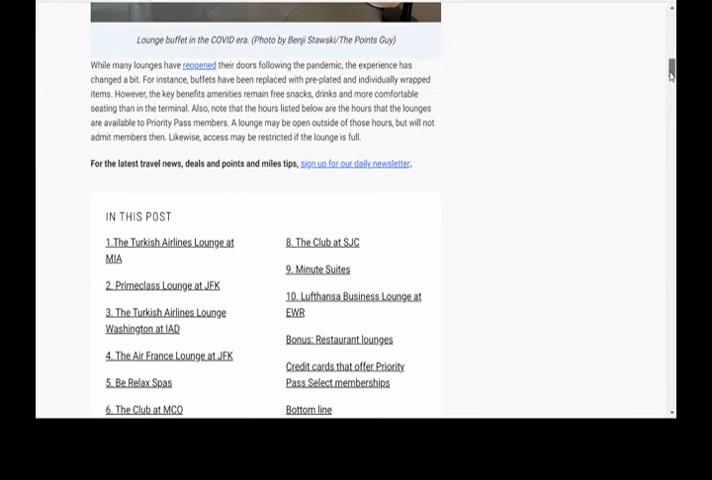 Lounge buffet in the COVID era. (Photo by Benji Stawski/The Points Guy)
While many lounges have reopened their doors following the pandemic, the experience has
changed a bit. For instance, buffets have been replaced with pre-plated and individually wrapped
items. However, the key benefits amenities remain free snacks, drinks and more comfortable
seating than in the terminal. Also, note that the hours listed below are the hours that the lounges
are available to Priority Pass members. A lounge may be open outside of those hours, but will not
admit members then. Likewise, access may be restricted if the lounge is full.
For the latest travel news, deals and points and miles tips, sign up for our daily newsletter.
IN THIS POST
1.The Turkish Airlines Lounge at
MIA
2. Primeclass Lounge at JFK
3. The Turkish Airlines Lounge
Washington at IAD
4. The Air France Lounge at JFK
5. Be Relax Spas
6. The Club at MCO
8. The Club at SJC
9. Minute Suites
10. Lufthansa Business Lounge at
EWR
Bonus: Restaurant lounges
Credit cards that offer Priority
Pass Select memberships
Bottom line